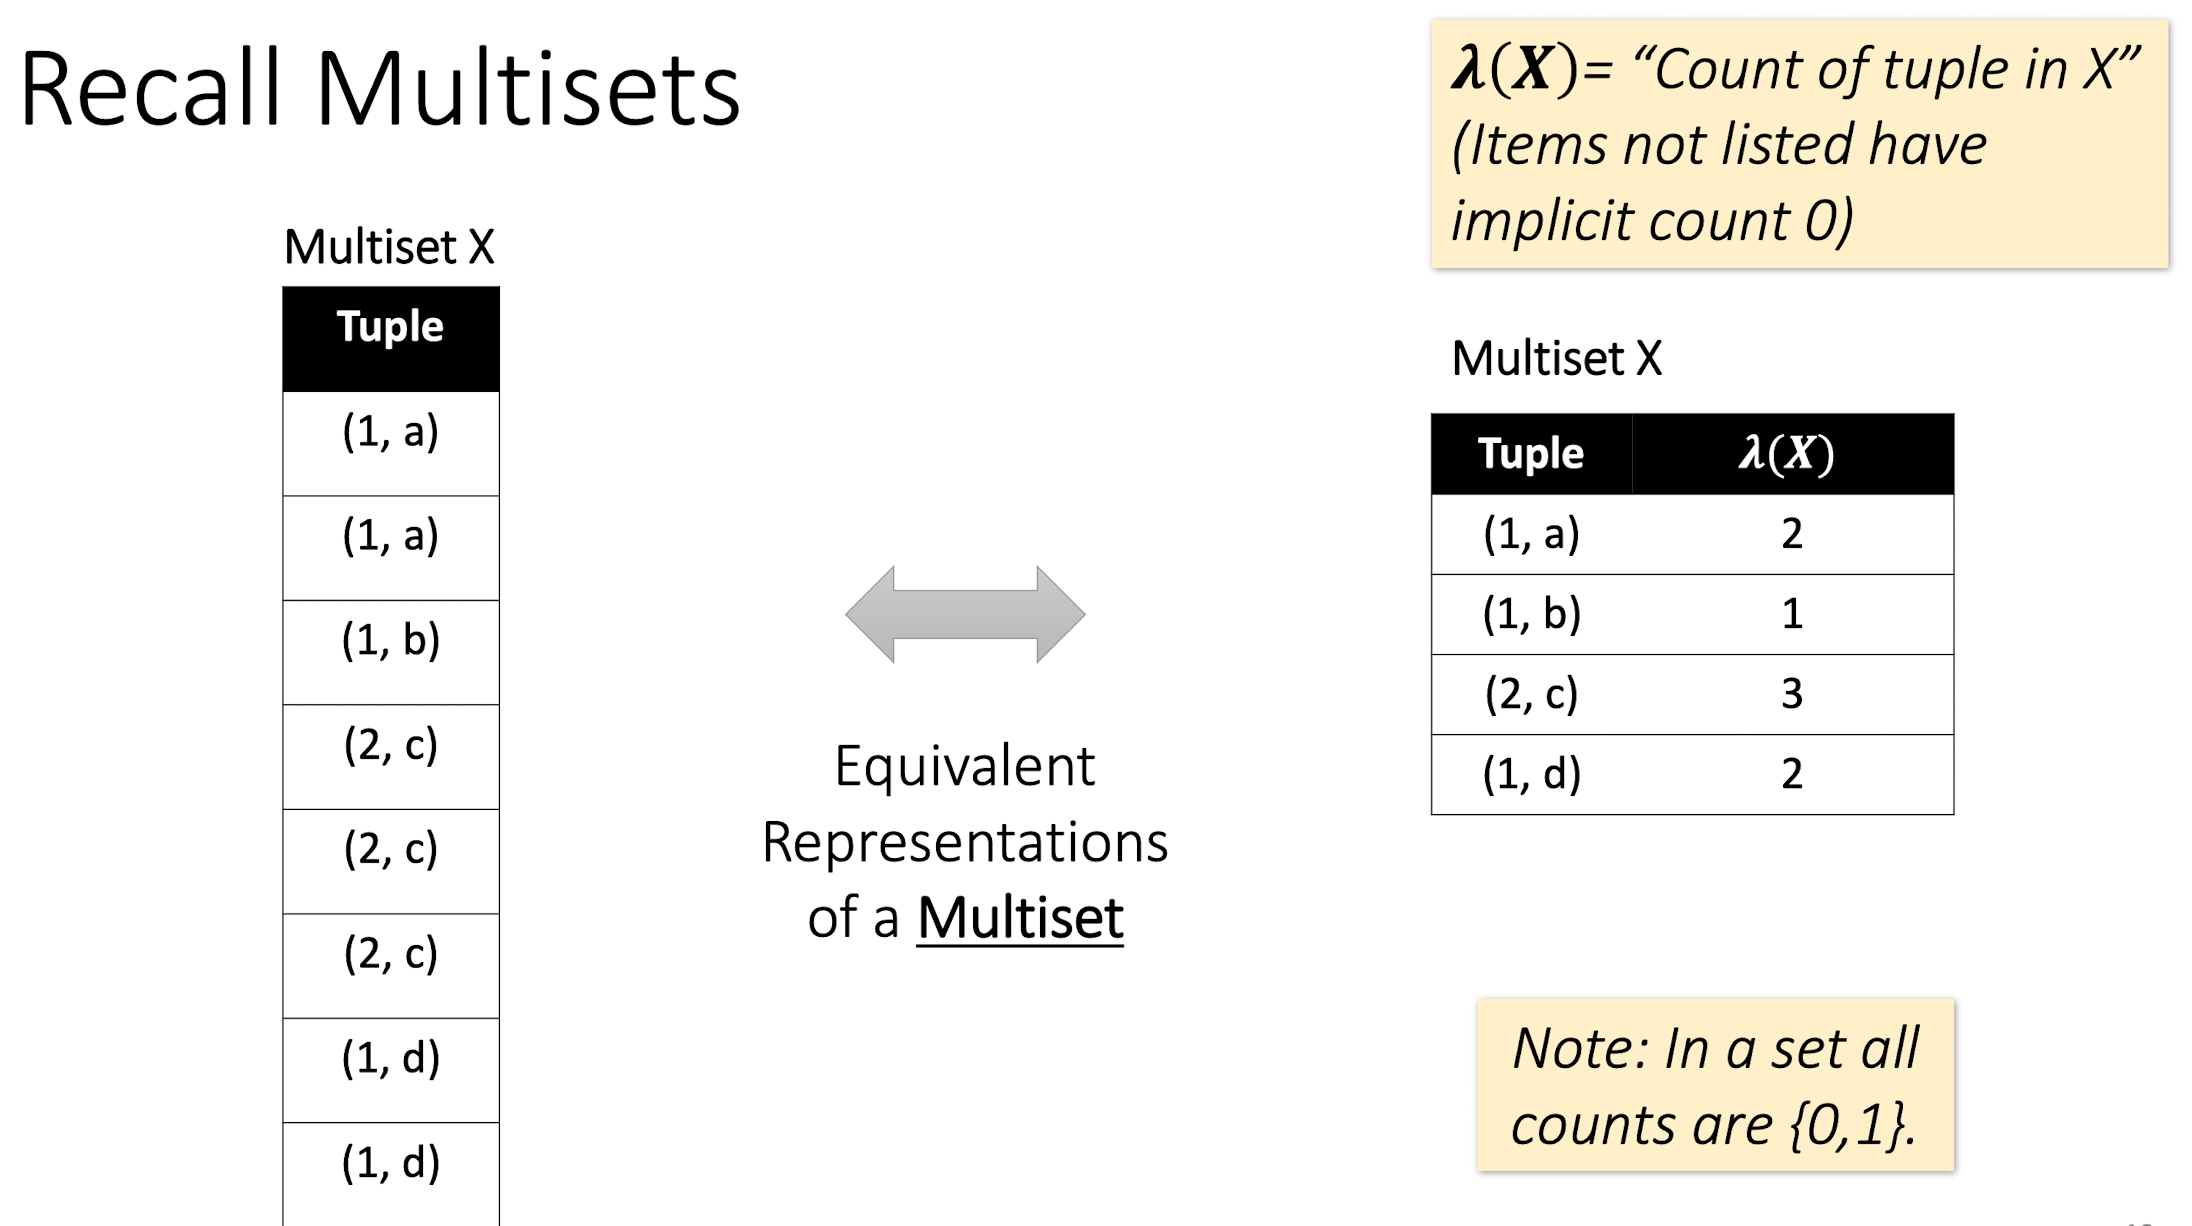 Recall Multisets
𝝀(𝑿)= “Count of tuple in X”
(Items not listed have
implicit count 0)
Multiset X
Tuple
(1, a)
(1, a)
(1, b)
(2, c)
(2, c)
(2, c)
(1, d)
(1, d)
Equivalent
Representations
of a Multiset
Multiset X
Tuple 𝝀(𝑿)
(1, a) 2
(1, b) 1
(2, c) 3
(1, d) 2
Note: In a set all
counts are {0,1}.